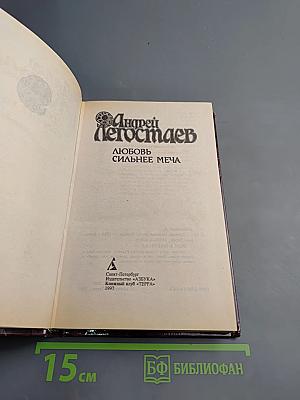 Андрей
Легостаев
ЛЮБОВЬ
СИЛЬНЕЕ МЕЧА
Санкт-Петербург
Издательство «АЗБУКА»
Книжный клуб «ТЕРРА»
1997
15 см
БФ БИБЛИОФАН